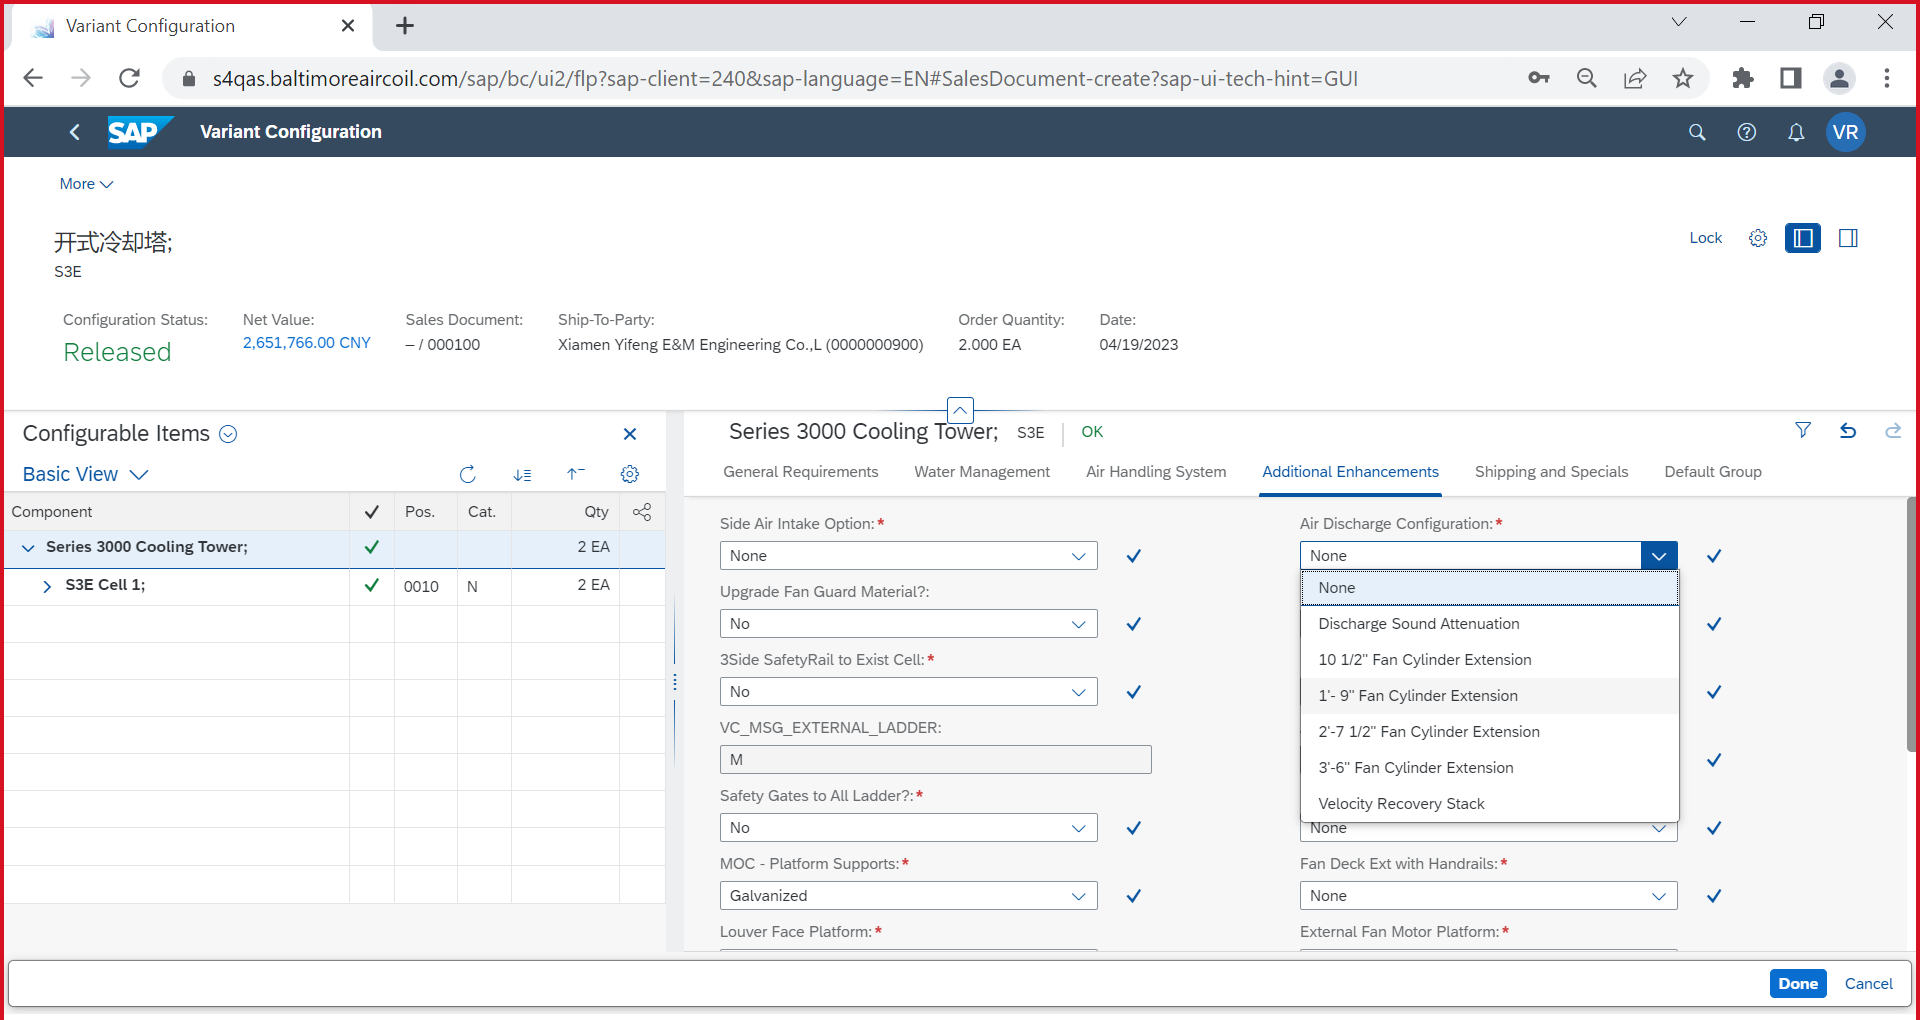 Variant Configuration
s4qas.baltimoreaircoil.com/sap/bc/ui2/flp?sap-client=240&sap-language=EN#SalesDocument-create?sap-ui-tech-hint=GUI
SAP Variant Configuration VR
More
开式冷却塔;
S3E
Lock
Configuration Status: Net Value: Sales Document: Ship-To-Party: Order Quantity: Date:
Released 2,651,766.00 CNY – / 000100 Xiamen Yifeng E&M Engineering Co.,L (0000000900) 2.000 EA 04/19/2023
Configurable Items
Basic View
Component Pos. Cat. Qty
Series 3000 Cooling Tower; 2 EA
S3E Cell 1; 0010 N 2 EA
Series 3000 Cooling Tower; S3E OK
General Requirements Water Management Air Handling System Additional Enhancements Shipping and Specials Default Group
Side Air Intake Option:*
None
Upgrade Fan Guard Material?:
No
3Side SafetyRail to Exist Cell:*
No
VC_MSG_EXTERNAL_LADDER:
M
Safety Gates to All Ladder?:*
No
MOC - Platform Supports:*
Galvanized
Louver Face Platform:*
Air Discharge Configuration:*
None
None
Discharge Sound Attenuation
10 1/2" Fan Cylinder Extension
1'- 9" Fan Cylinder Extension
2'-7 1/2" Fan Cylinder Extension
3'-6" Fan Cylinder Extension
Velocity Recovery Stack
None
Fan Deck Ext with Handrails:*
None
External Fan Motor Platform:*
Done Cancel